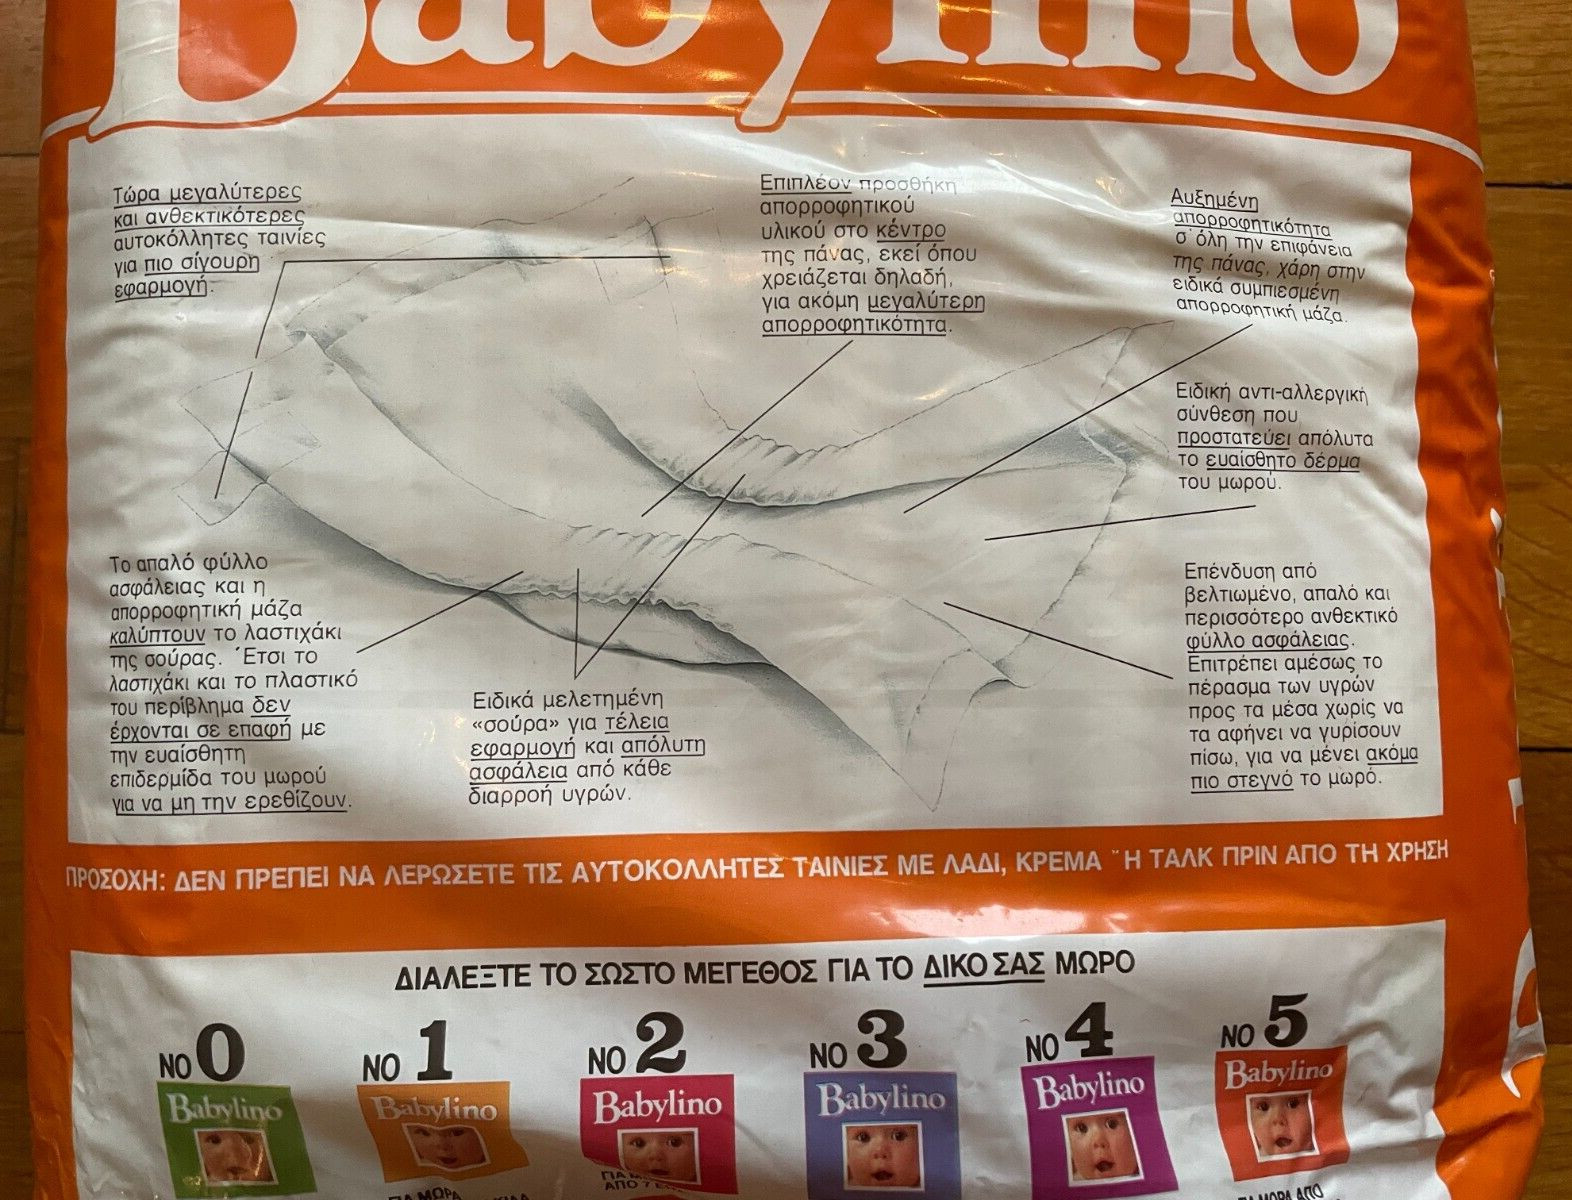 Babylino
Τώρα μεγαλύτερες
και ανθεκτικότερες
αυτοκόλλητες ταινίες
για πιο σίγουρη
εφαρμογή.
Επιπλέον προσθήκη
απορροφητικού
υλικού στο κέντρο
της πάνας, εκεί όπου
χρειάζεται δηλαδή,
για ακόμη μεγαλύτερη
απορροφητικότητα.
Αυξημένη
απορροφητικότητα
σ΄όλη την επιφάνεια
της πάνας, χάρη στην
ειδικά συμπιεσμένη
απορροφητική μάζα.
Ειδική αντι-αλλεργική
σύνθεση που
προστατεύει απόλυτα
το ευαίσθητο δέρμα
του μωρού.
Το απαλό φύλλο
ασφάλειας και η
απορροφητική μάζα
καλύπτουν το λαστιχάκι
της σούρας. ΄Ετσι το
λαστιχάκι και το πλαστικό
του περίβλημα δεν
έρχονται σε επαφή με
την ευαίσθητη
επιδερμίδα του μωρού
για να μη την ερεθίζουν.
Ειδικά μελετημένη
«σούρα» για τέλεια
εφαρμογή και απόλυτη
ασφάλεια από κάθε
διαρροή υγρών.
Επένδυση από
βελτιωμένο, απαλό και
περισσότερο ανθεκτικό
φύλλο ασφάλειας.
Επιτρέπει αμέσως το
πέρασμα των υγρών
προς τα μέσα χωρίς να
τα αφήνει να γυρίσουν
πίσω, για να μένει ακόμα
πιο στεγνό το μωρό.
ΠΡΟΣΟΧΗ: ΔΕΝ ΠΡΕΠΕΙ ΝΑ ΛΕΡΩΣΕΤΕ ΤΙΣ ΑΥΤΟΚΟΛΛΗΤΕΣ ΤΑΙΝΙΕΣ ΜΕ ΛΑΔΙ, ΚΡΕΜΑ ¨Η ΤΑΛΚ ΠΡΙΝ ΑΠΟ ΤΗ ΧΡΗΣΗ
ΔΙΑΛΕΞΤΕ ΤΟ ΣΩΣΤΟ ΜΕΓΕΘΟΣ ΓΙΑ ΤΟ ΔΙΚΟ ΣΑΣ ΜΩΡΟ
ΝΟ 0
ΝΟ 1
ΝΟ 2
ΝΟ 3
ΝΟ 4
ΝΟ 5
Babylino
Babylino
Babylino
Babylino
Babylino
Babylino
ΓΙΑ ΜΩΡΑ
ΑΠΟ 7
ΓΙΑ ΜΩΡΑ ΑΠΟ